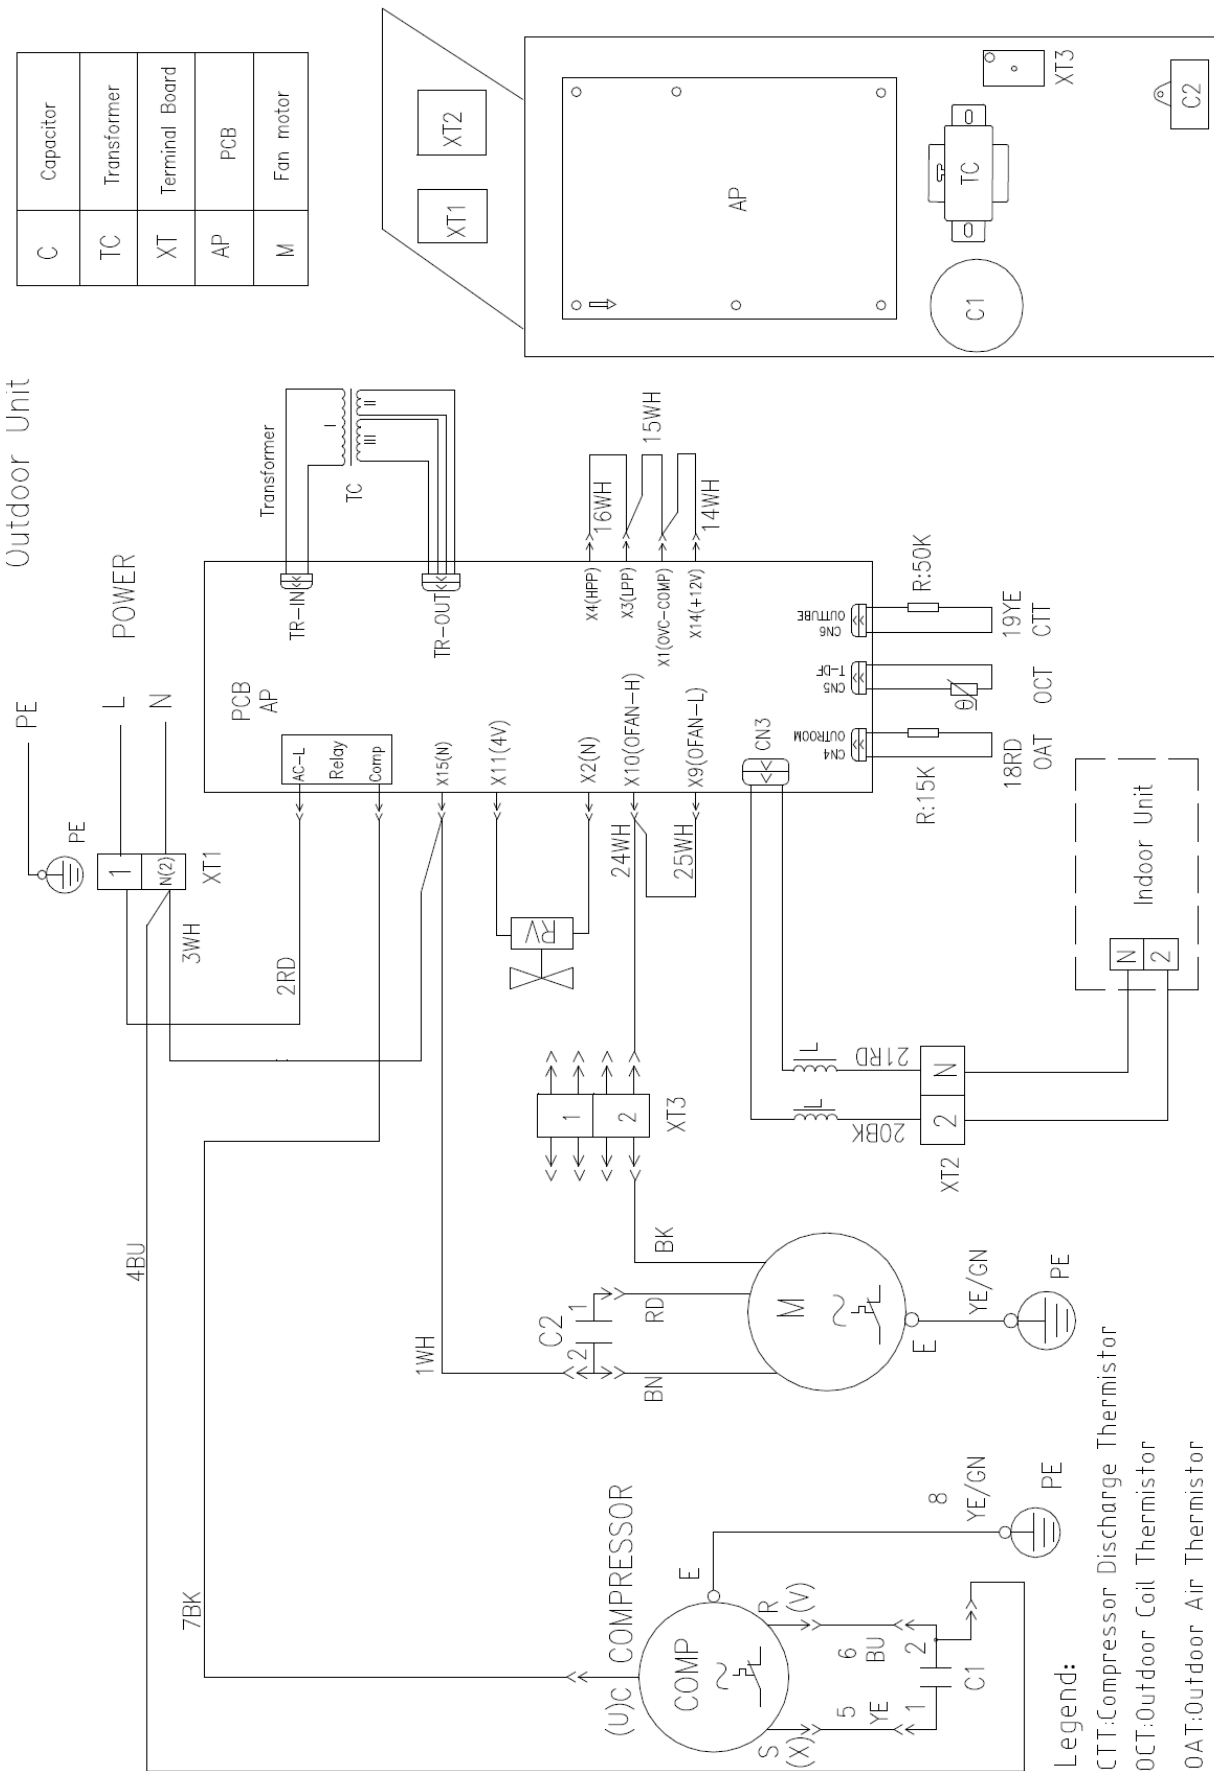 Outdoor Unit
C Capacitor
TC Transformer
XT Terminal Board
AP PCB
M Fan motor
XT1
XT2
AP
C1
TC
XT3
C2
PE
POWER
L
N
PE
1
N(2)
XT1
3WH
2RD
4BU
7BK
1WH
PCB
AP
AC-L
Relay
Comp
TR-IN
Transformer
TC
I
II
III
TR-OUT
X15(N)
X11(4V)
X2(N)
X10(OFAN-H)
X9(OFAN-L)
CN3
X4(HPP)
X3(LPP)
X1(OVC-COMP)
X14(+12V)
16WH
15WH
14WH
CN4
OUTROOM
CN5
T-DF
CN6
OUTTUBE
R:15K
R:50K
θ
18RD
OAT
OCT
19YE
CTT
RV
24WH
25WH
1
2
XT3
L
L
20BK
21RD
2
N
XT2
Indoor Unit
N
2
C2
2
1
BN
RD
BK
M
E
YE/GN
PE
(U)C
COMPRESSOR
COMP
E
S
(X)
R
(V)
5
YE
6
BU
1
2
C1
8
YE/GN
PE
Legend:
CTT:Compressor Discharge Thermistor
OCT:Outdoor Coil Thermistor
OAT:Outdoor Air Thermistor